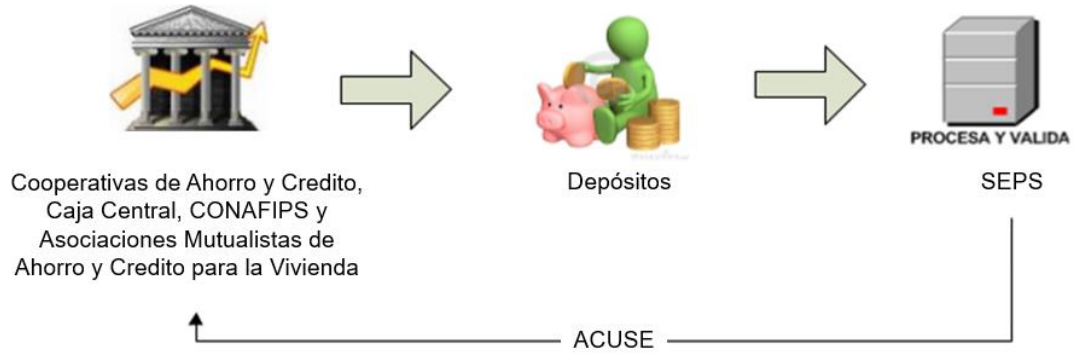 PROCESA Y VALIDA
Cooperativas de Ahorro y Credito,
Caja Central, CONAFIPS y
Asociaciones Mutualistas de
Ahorro y Credito para la Vivienda
Depósitos
SEPS
ACUSE